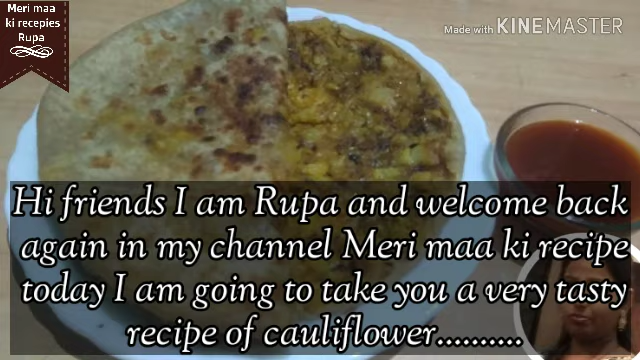 Meri maa
ki recepies
Rupa
Made with KINEMASTER
Hi friends I am Rupa and welcome back
again in my channel Meri maa ki recipe
today I am going to take you a very tasty
recipe of cauliflower..........